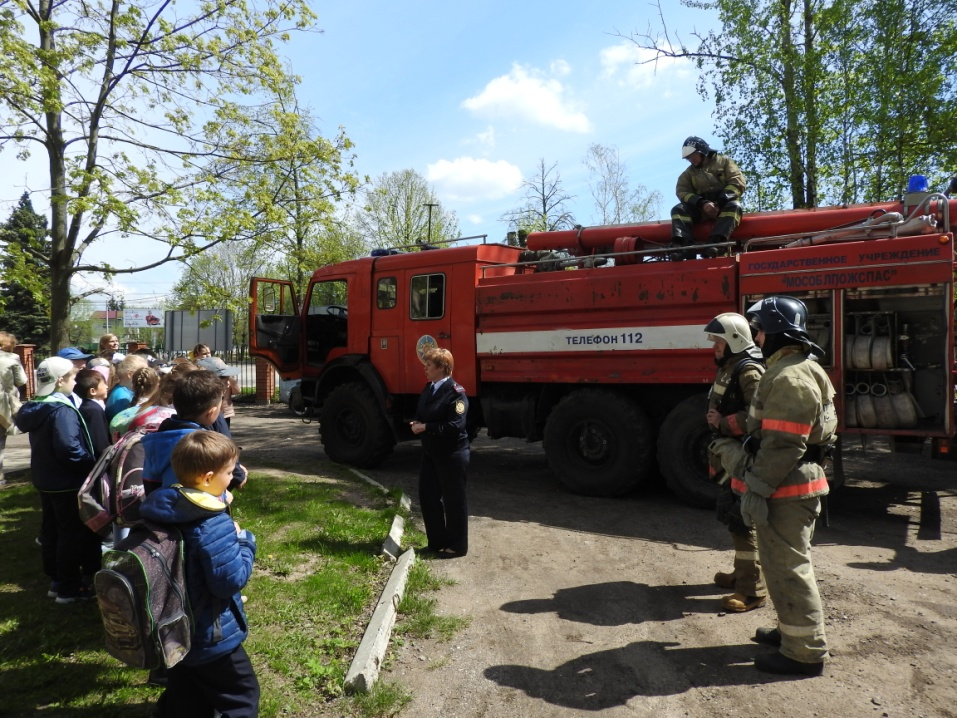 ГОСУДАРСТВЕННОЕ УЧРЕЖДЕНИЕ
"МОСОБЛПОЖСПАС"
ТЕЛЕФОН 112